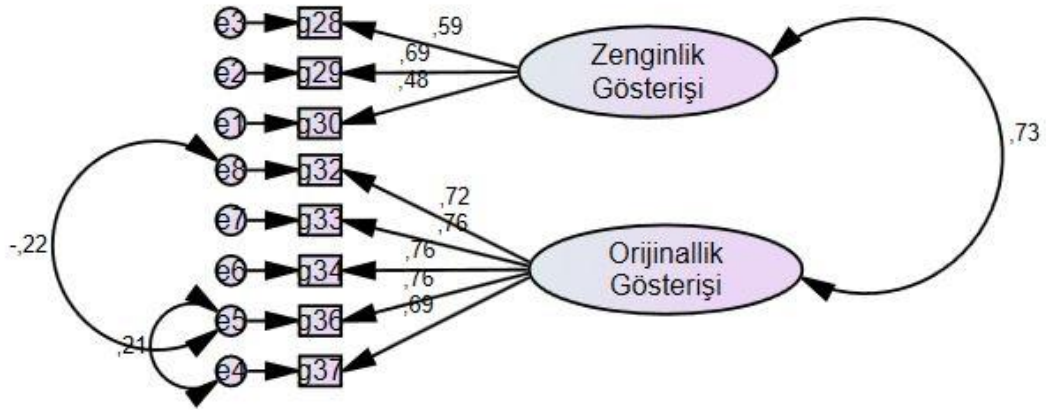 e3
g28
,59
e2
g29
,69
e1
g30
,48
Zenginlik
Gösterişi
,73
e8
g32
,72
e7
g33
,76
-,22
e6
g34
,76
Orijinallik
Gösterişi
e5
g36
,76
,21
e4
g37
,69